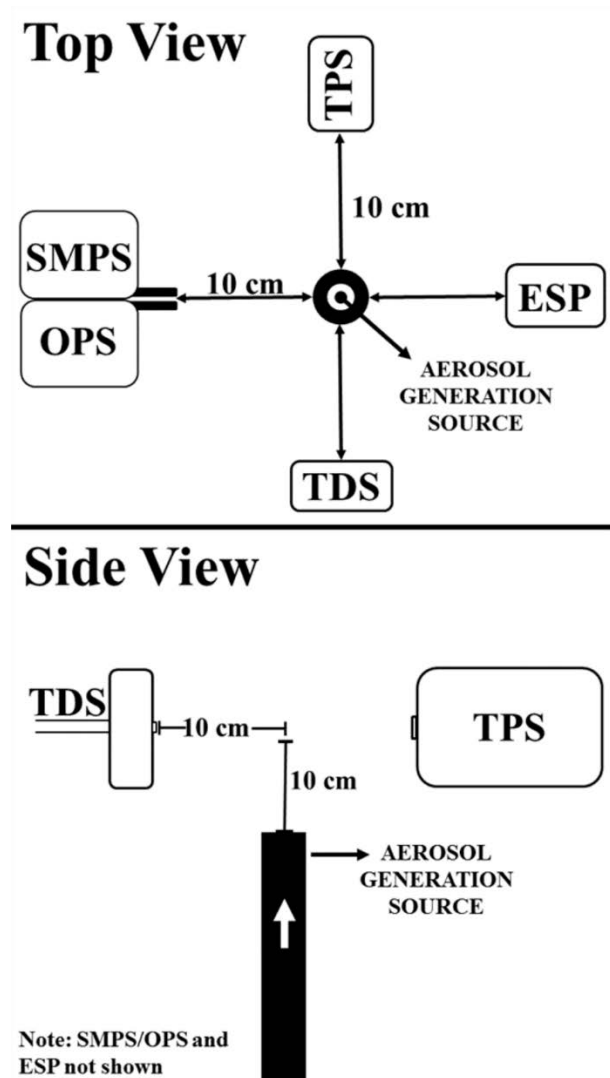 Top View
TPS
10 cm
SMPS
10 cm
ESP
OPS
AEROSOL
GENERATION
SOURCE
TDS
Side View
TDS
10 cm
TPS
10 cm
AEROSOL
GENERATION
SOURCE
Note: SMPS/OPS and
ESP not shown